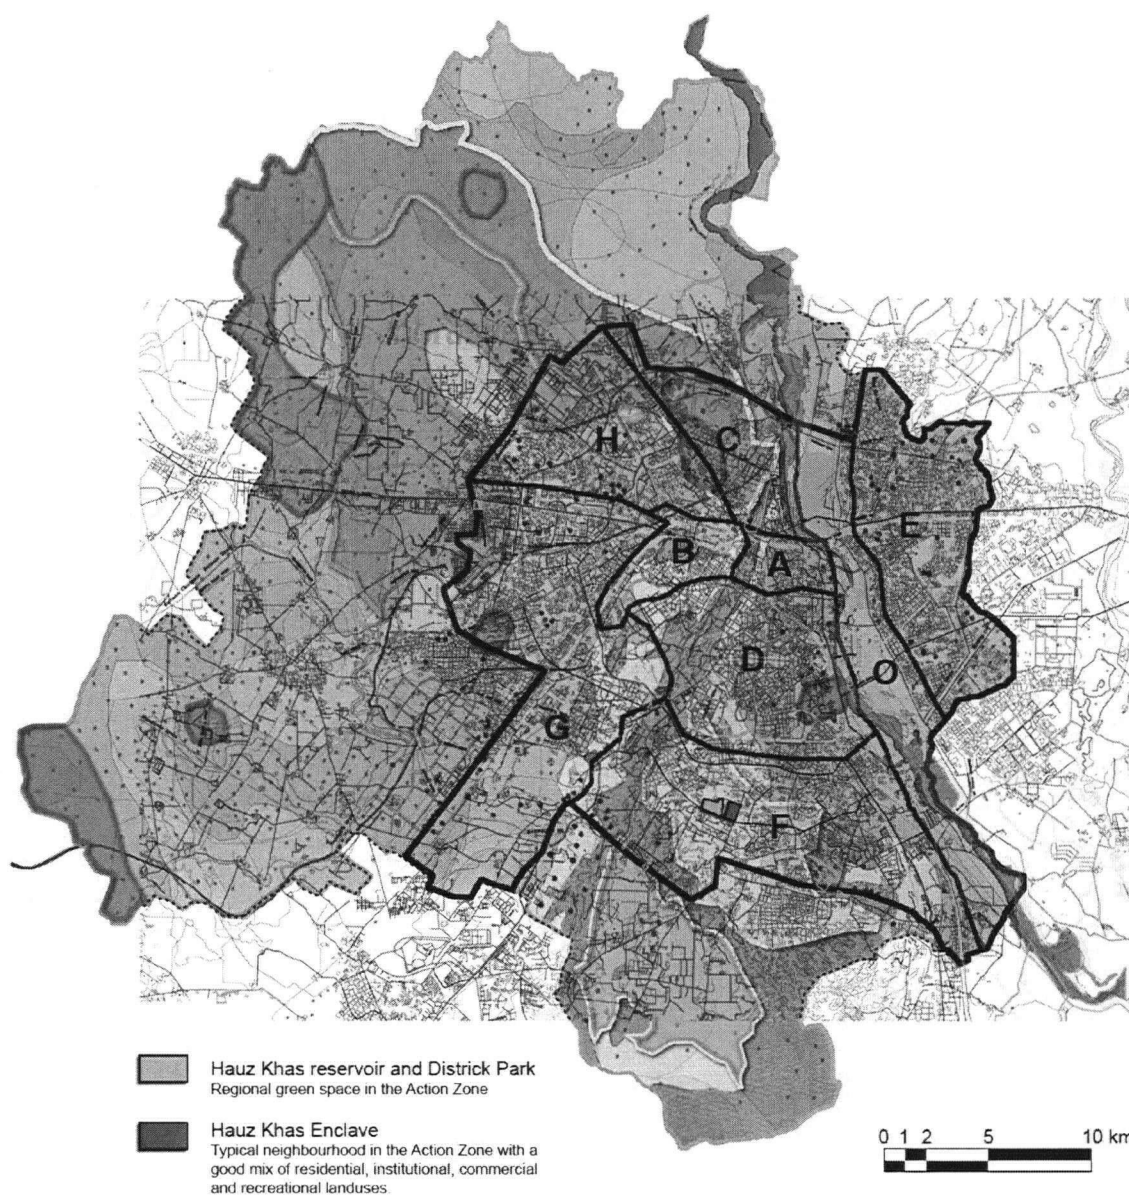 H
C
E
B
A
D
O
G
F
Hauz Khas reservoir and Districk Park
Regional green space in the Action Zone
Hauz Khas Enclave
Typical neighbourhood in the Action Zone with a
good mix of residential, institutional, commercial
and recreational landuses.
0 1 2 5 10 km